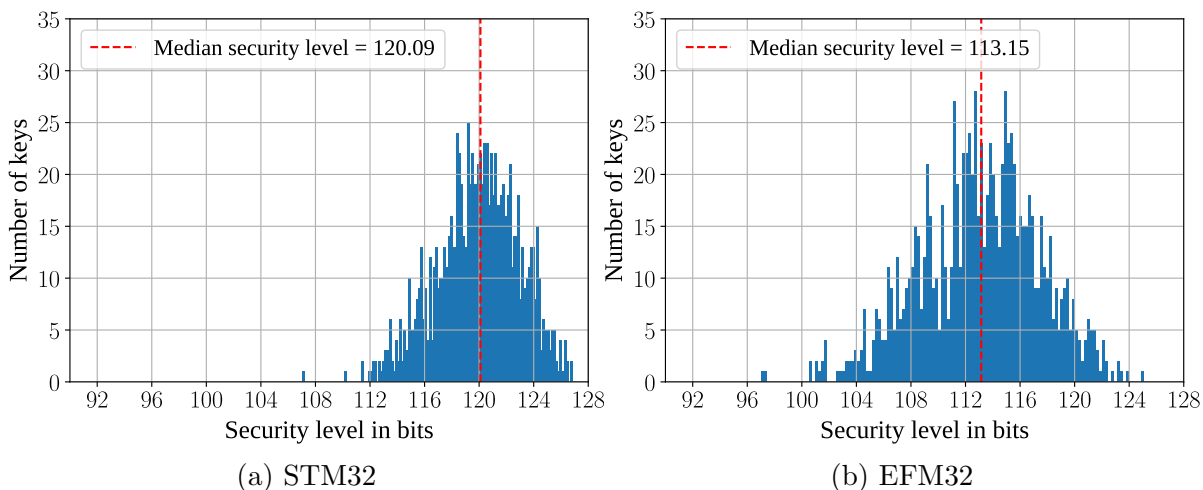 Median security level = 120.09
Number of keys
35
30
25
20
15
10
5
0
92 96 100 104 108 112 116 120 124 128
Security level in bits
(a) STM32
Median security level = 113.15
Number of keys
35
30
25
20
15
10
5
0
92 96 100 104 108 112 116 120 124 128
Security level in bits
(b) EFM32